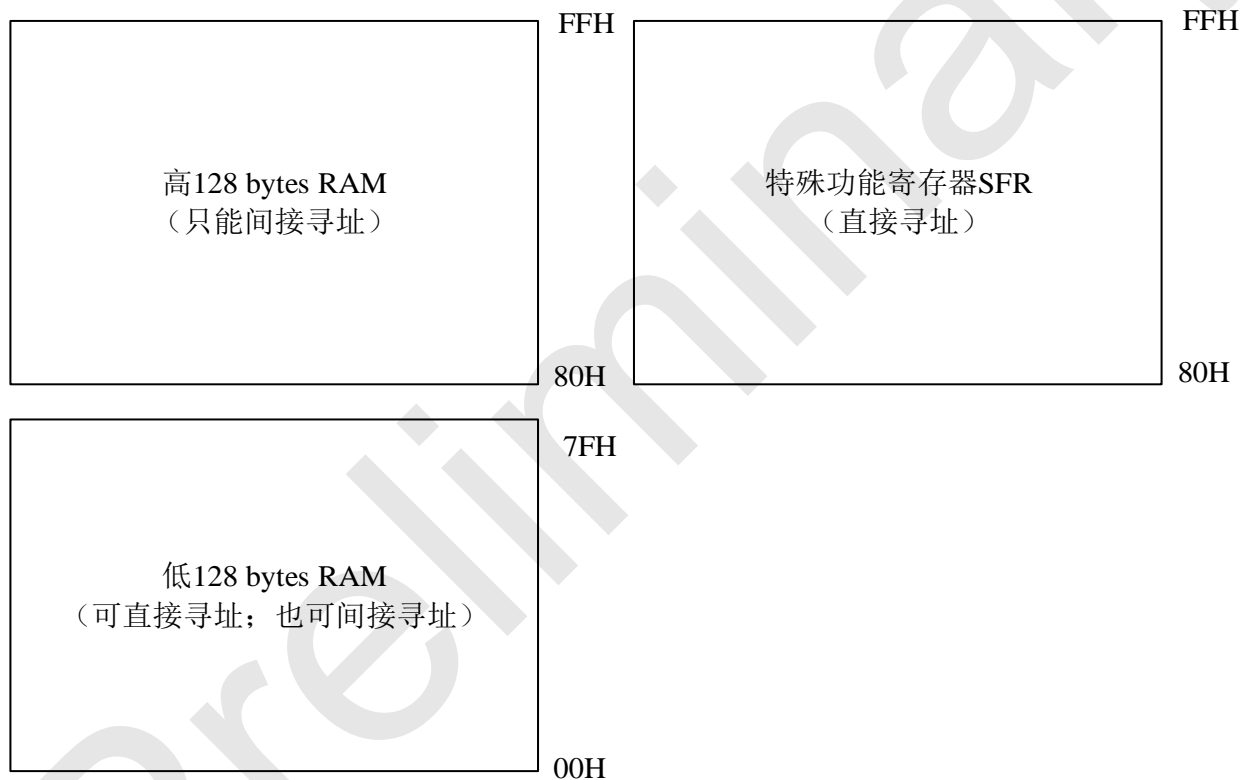 FFH
FFH
高128 bytes RAM
（只能间接寻址）
特殊功能寄存器SFR
（直接寻址）
80H
80H
7FH
低128 bytes RAM
（可直接寻址；也可间接寻址）
00H
Preliminar